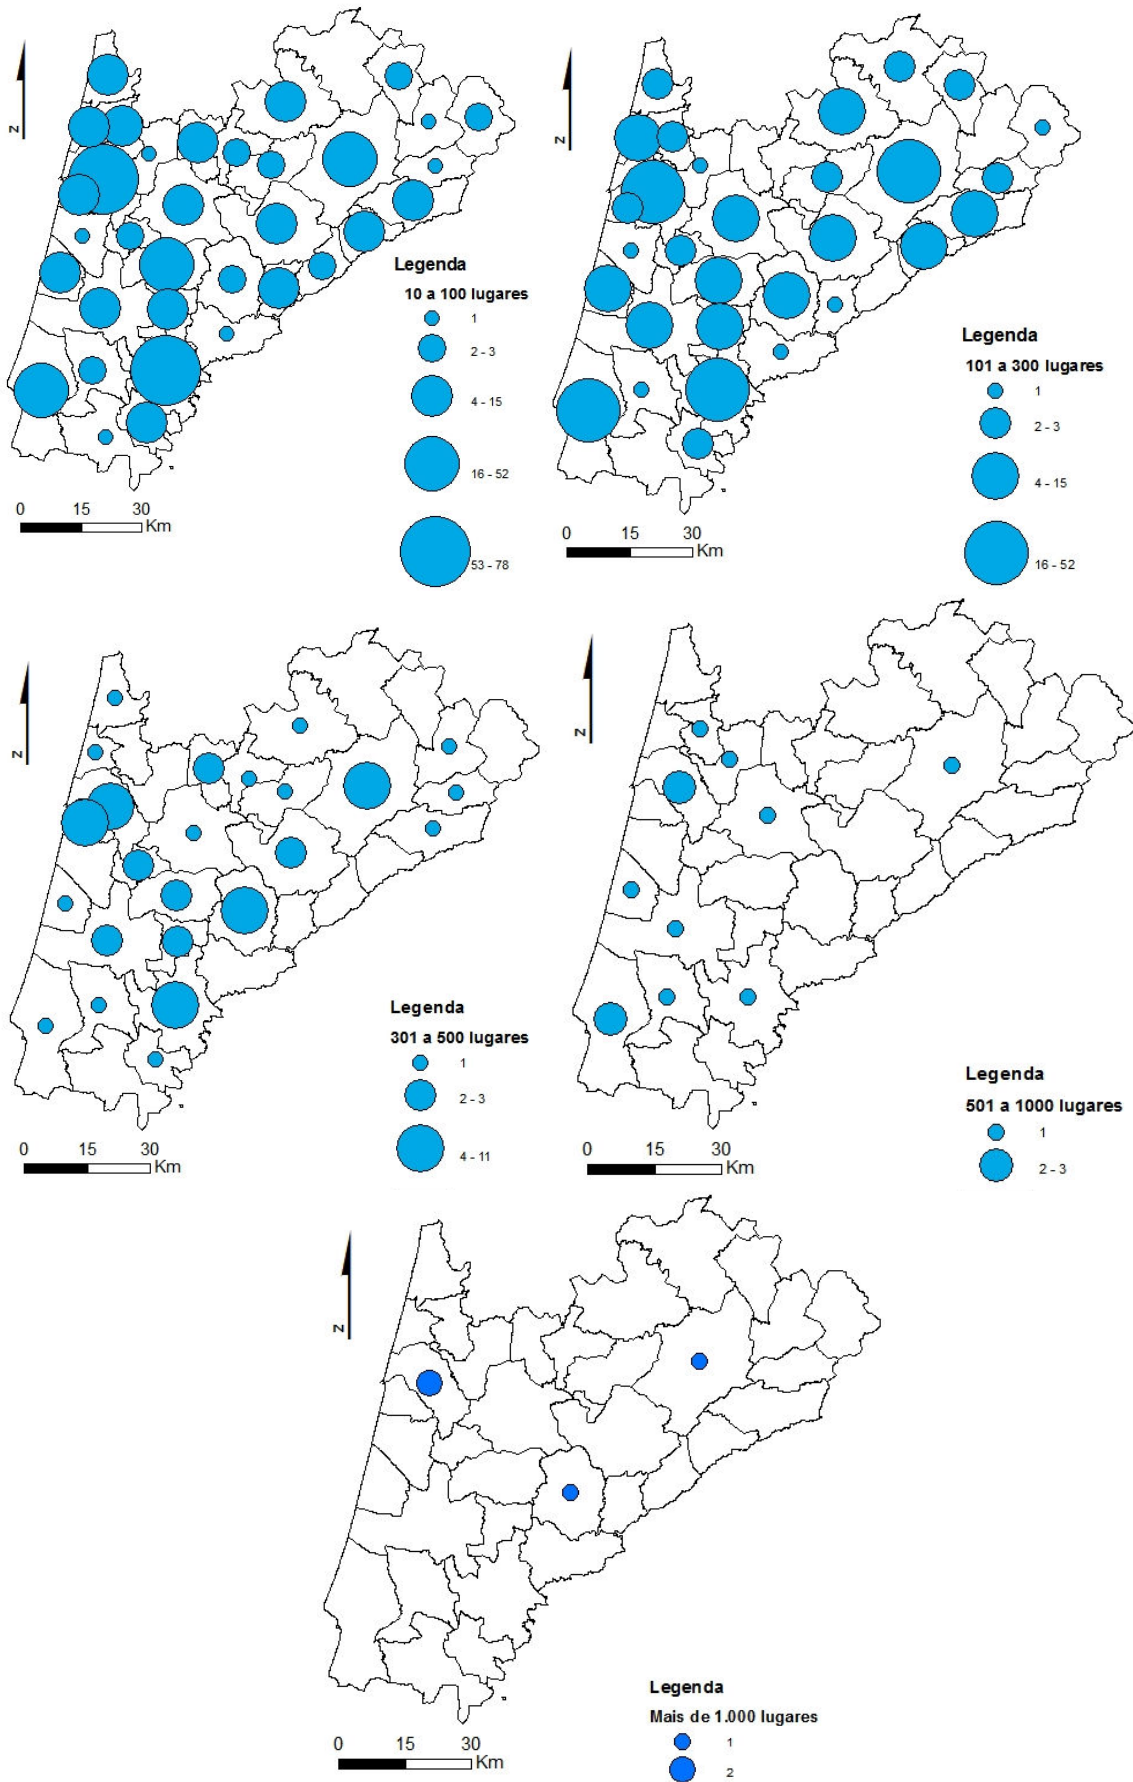 N
Legenda
10 a 100 lugares
1
2 - 3
4 - 15
16 - 52
53 - 78
0 15 30
Km
N
Legenda
101 a 300 lugares
1
2 - 3
4 - 15
16 - 52
0 15 30
Km
N
Legenda
301 a 500 lugares
1
2 - 3
4 - 11
0 15 30
Km
N
Legenda
501 a 1000 lugares
1
2 - 3
0 15 30
Km
N
Legenda
Mais de 1.000 lugares
1
2
0 15 30
Km